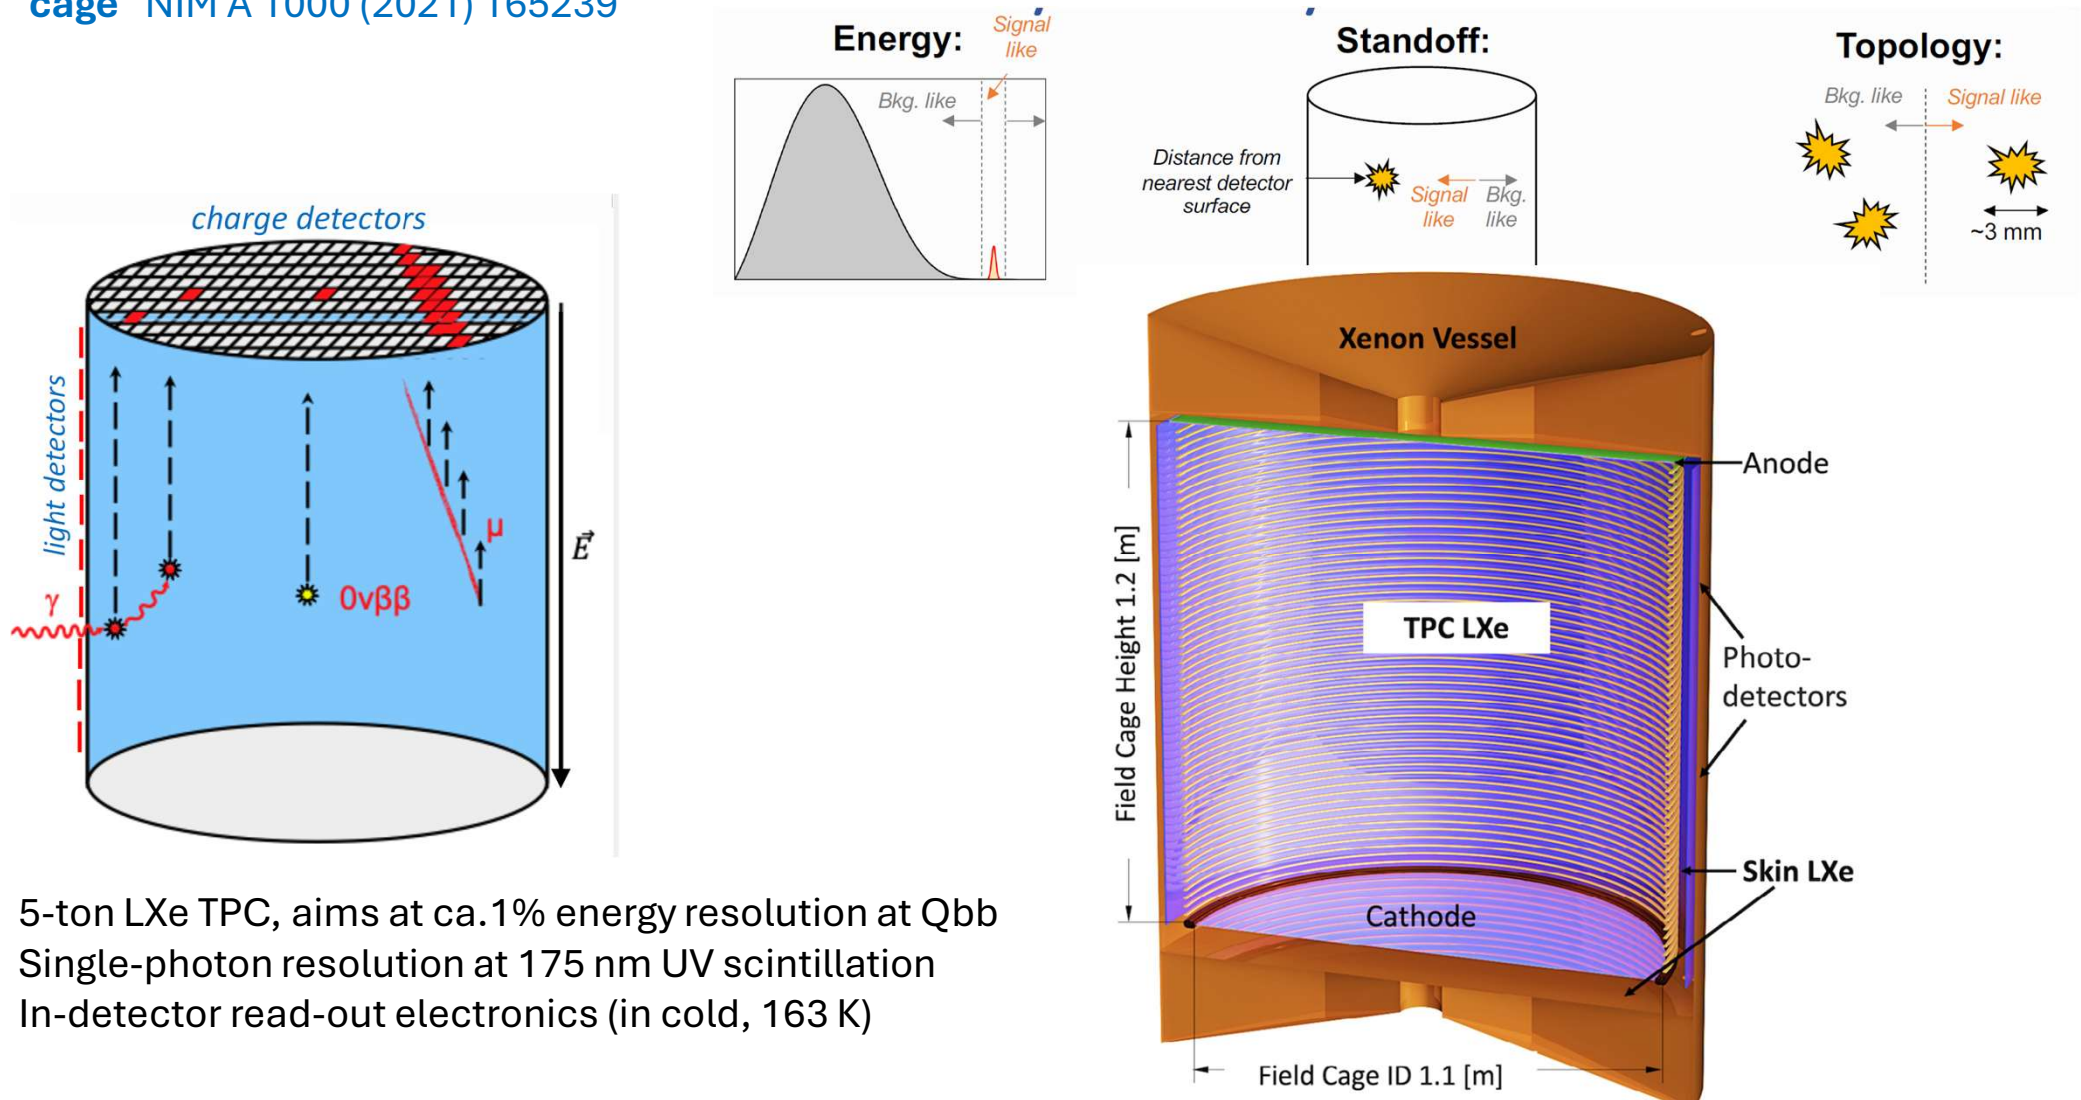 cage NIM A 1000 (2021) 165239
Energy:
Signal
like
Bkg. like
Standoff:
Distance from
nearest detector
surface
Signal
like
Bkg.
like
Topology:
Bkg. like
Signal like
~3 mm
charge detectors
light detectors
γ
0νββ
μ
E⃗
Xenon Vessel
Anode
Field Cage Height 1.2 [m]
TPC LXe
Photo-
detectors
Skin LXe
Cathode
Field Cage ID 1.1 [m]
5-ton LXe TPC, aims at ca.1% energy resolution at Qbb
Single-photon resolution at 175 nm UV scintillation
In-detector read-out electronics (in cold, 163 K)